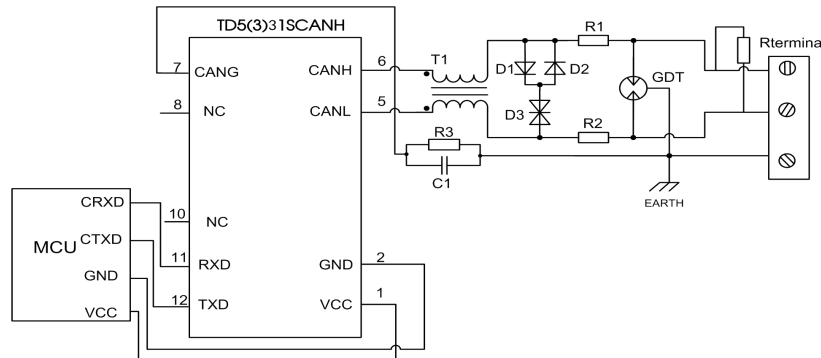 TD5(3)31SCANH
7
CANG
CANH
6
T1
R1
Rtermina
D1
D2
GDT
8
NC
CANL
5
D3
R2
R3
C1
EARTH
CRXD
10
NC
MCU
CTXD
11
RXD
GND
2
GND
12
TXD
VCC
1
VCC